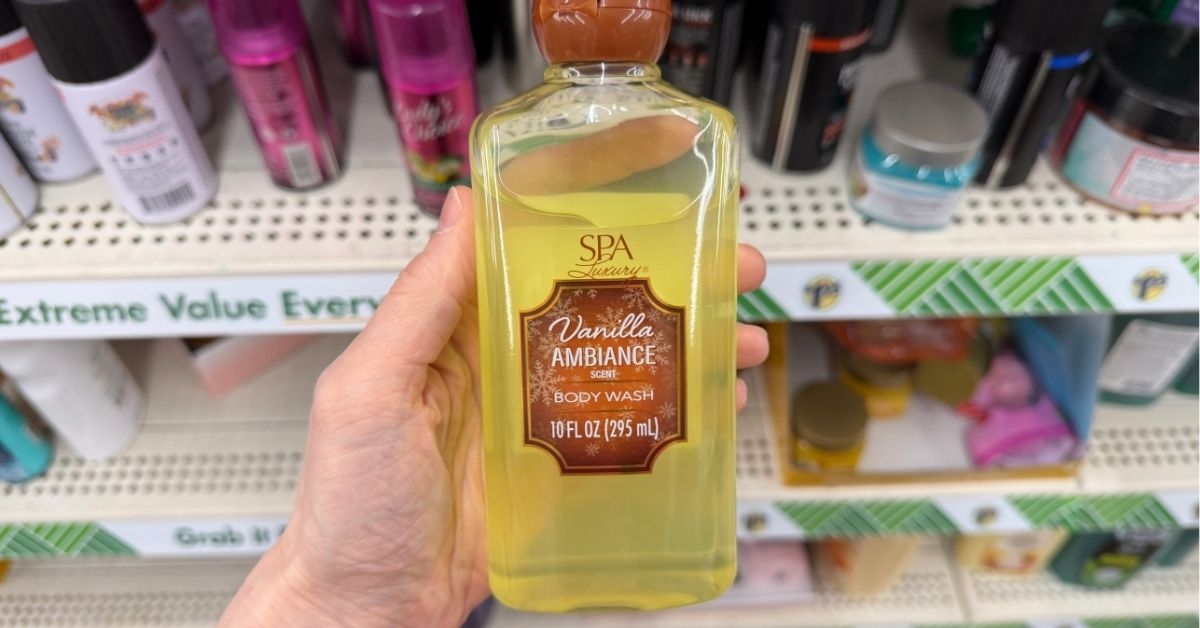 SPA
Luxury®
Vanilla
AMBIANCE
SCENT
BODY WASH
10 FL OZ (295 mL)
Extreme Value Every
Grab It